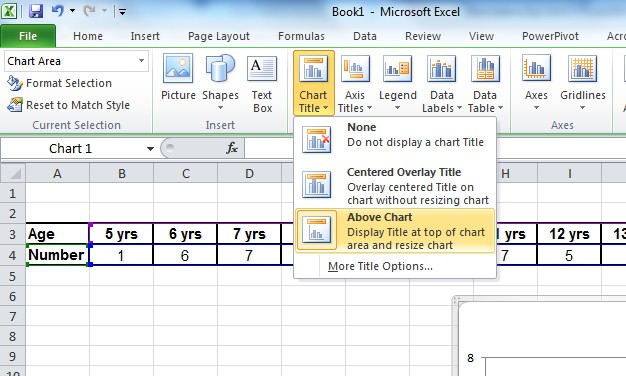 Book1 - Microsoft Excel
File Home Insert Page Layout Formulas Data Review View PowerPivot Acro
Chart Area
Format Selection
Reset to Match Style
Current Selection
Picture Shapes Text Box
Insert
Chart Title Axis Titles Legend Data Labels Data Table
Axes Gridlines
Axes
None
Do not display a chart Title
Centered Overlay Title
Overlay centered Title on
chart without resizing chart
Above Chart
Display Title at top of chart
area and resize chart
More Title Options...
Chart 1 fx
A B C D H I
1
2
3 Age 5 yrs 6 yrs 7 yrs 1 yrs 12 yrs 13
4 Number 1 6 7 7 5
5
6
7
8
9
10
8